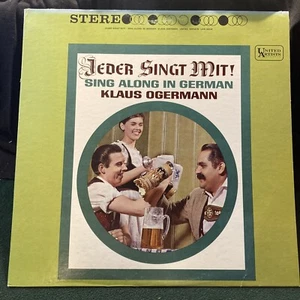 STEREO
UNITED
ARTISTS
JEDER SINGT MIT!
SING ALONG IN GERMAN
KLAUS OGERMANN